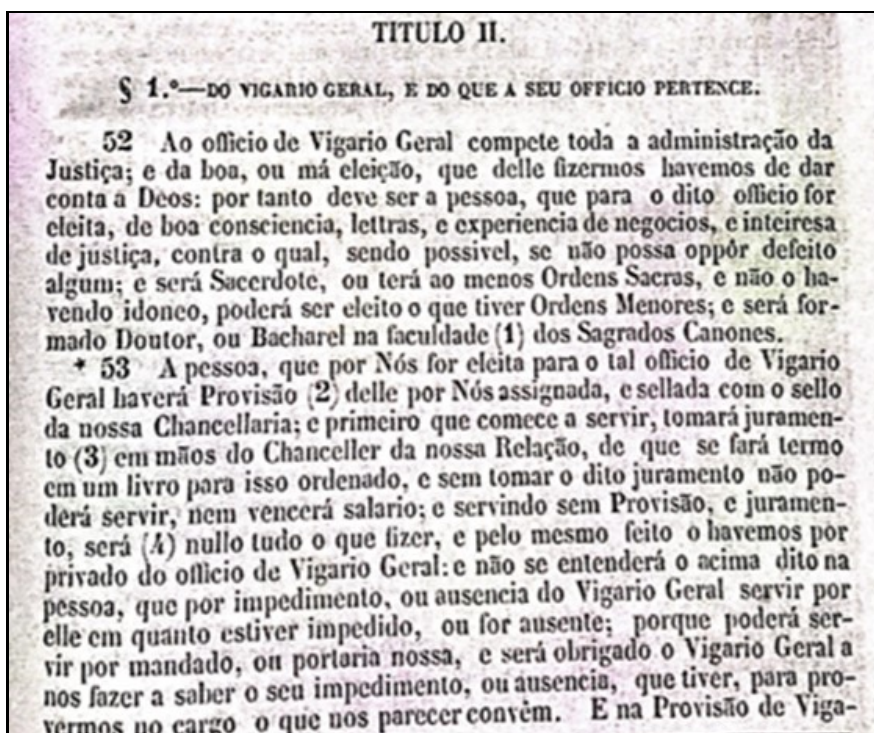 TITULO II.
§ 1.º—DO VIGARIO GERAL, E DO QUE A SEU OFFICIO PERTENCE.
52 Ao officio de Vigario Geral compete toda a administração da
Justiça; e da boa, ou má eleição, que delle fizermos havemos de dar
conta a Deos: por tanto deve ser a pessoa, que para o dito officio for
eleita, de boa consciencia, lettras, e experiencia de negocios, e inteiresa
de justiça, contra o qual, sendo possivel, se não possa oppôr defeito
algum; e será Sacerdote, ou terá ao menos Ordens Sacras, e não o ha-
vendo idoneo, poderá ser eleito o que tiver Ordens Menores; e será for-
mado Doutor, ou Bacharel na faculdade (1) dos Sagrados Canones.
* 53 A pessoa, que por Nós for eleita para o tal officio de Vigario
Geral haverá Provisão (2) delle por Nós assignada, e sellada com o sello
da nossa Chancellaria; e primeiro que comece a servir, tomará juramen-
to (3) em mãos do Chanceller da nossa Relação, de que se fará termo
em um livro para isso ordenado, e sem tomar o dito juramento não po-
derá servir, nem vencerá salario; e servindo sem Provisão, e juramen-
to, será (4) nullo tudo o que fizer, e pelo mesmo feito o havemos por
privado do officio de Vigario Geral: e não se entenderá o acima dito na
pessoa, que por impedimento, ou ausencia do Vigario Geral servir por
elle em quanto estiver impedido, ou for ausente; porque poderá ser-
vir por mandado, ou portaria nossa, e será obrigado o Vigario Geral a
nos fazer a saber o seu impedimento, ou ausencia, que tiver, para pro-
vermos no cargo o que nos parecer convêm. E na Provisão de Viga-